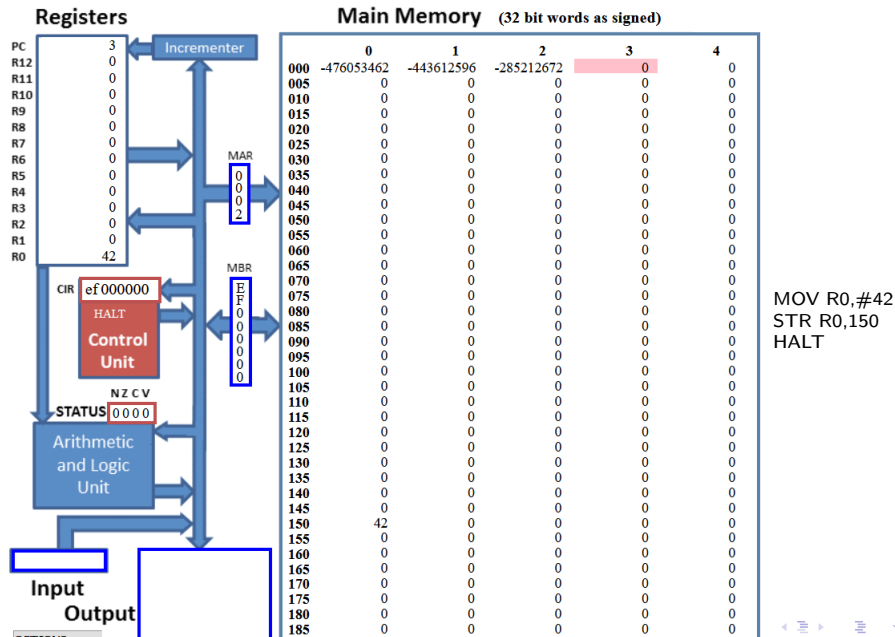 Registers
Main Memory (32 bit words as signed)
PC 3
Incrementer
R12 0
R11 0
R10 0
R9 0
R8 0
R7 0
R6 0
R5 0
R4 0
R3 0
R2 0
R1 0
R0 42
MAR
0
0
0
2
MBR
E
F
0
0
0
0
0
0
CIR ef000000
HALT
Control
Unit
N Z C V
STATUS 0 0 0 0
Arithmetic
and Logic
Unit
Input
Output
0 1 2 3 4
000 -476053462 -443612596 -285212672 0 0
005 0 0 0 0 0
010 0 0 0 0 0
015 0 0 0 0 0
020 0 0 0 0 0
025 0 0 0 0 0
030 0 0 0 0 0
035 0 0 0 0 0
040 0 0 0 0 0
045 0 0 0 0 0
050 0 0 0 0 0
055 0 0 0 0 0
060 0 0 0 0 0
065 0 0 0 0 0
070 0 0 0 0 0
075 0 0 0 0 0
080 0 0 0 0 0
085 0 0 0 0 0
090 0 0 0 0 0
095 0 0 0 0 0
100 0 0 0 0 0
105 0 0 0 0 0
110 0 0 0 0 0
115 0 0 0 0 0
120 0 0 0 0 0
125 0 0 0 0 0
130 0 0 0 0 0
135 0 0 0 0 0
140 0 0 0 0 0
145 0 0 0 0 0
150 42 0 0 0 0
155 0 0 0 0 0
160 0 0 0 0 0
165 0 0 0 0 0
170 0 0 0 0 0
175 0 0 0 0 0
180 0 0 0 0 0
185 0 0 0 0 0
MOV R0,#42
STR R0,150
HALT